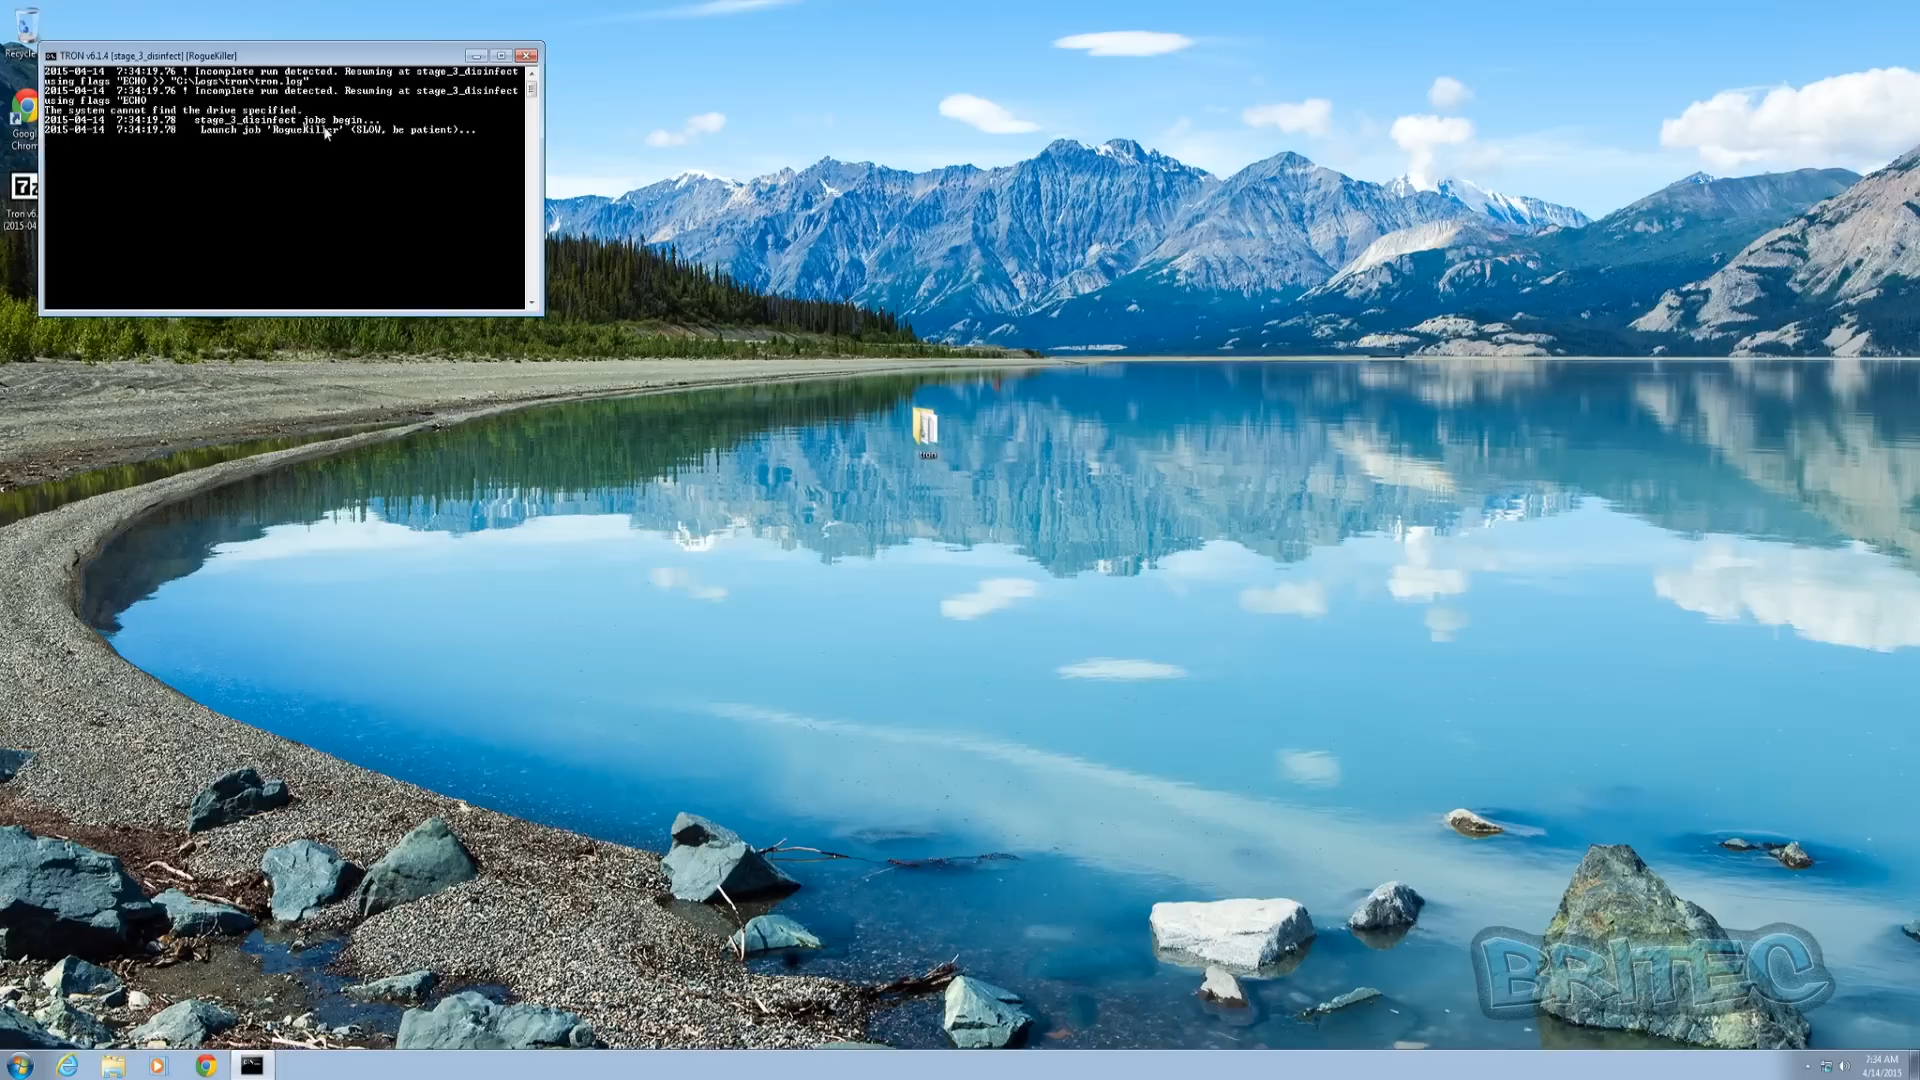 Recycle
TRON v6.1.4 [stage_3_disinfect] [RogueKiller]
2015-04-14 7:34:19.76 ! Incomplete run detected. Resuming at stage_3_disinfect
using flags "ECHO >> "C:\Logs\tron\tron.log"
2015-04-14 7:34:19.76 ! Incomplete run detected. Resuming at stage_3_disinfect
using flags "ECHO
The system cannot find the drive specified.
2015-04-14 7:34:19.78 stage_3_disinfect jobs begin...
2015-04-14 7:34:19.78 Launch job 'RogueKiller' (SLOW, be patient)...
Googl
Chrom
7z
Tron v6.
(2015-04
tron
BRITEC
7:34 AM
4/14/2015